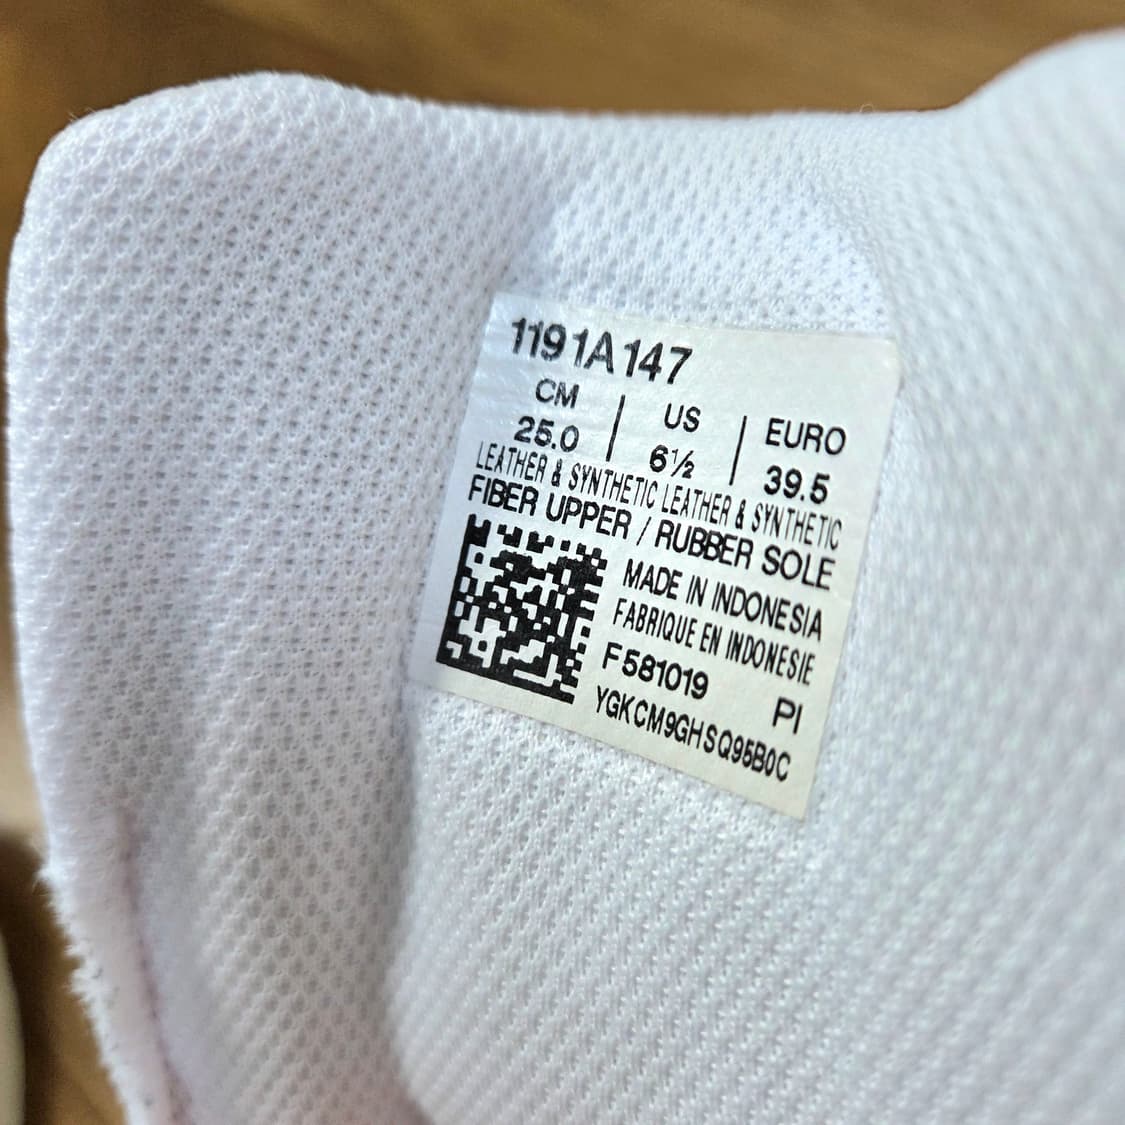 1191A147
CM | US | EURO
25.0 | 6½ | 39.5
LEATHER & SYNTHETIC LEATHER & SYNTHETIC
FIBER UPPER / RUBBER SOLE
MADE IN INDONESIA
FABRIQUE EN INDONESIE
F581019 PI
YGKCM9GHSQ95B0C